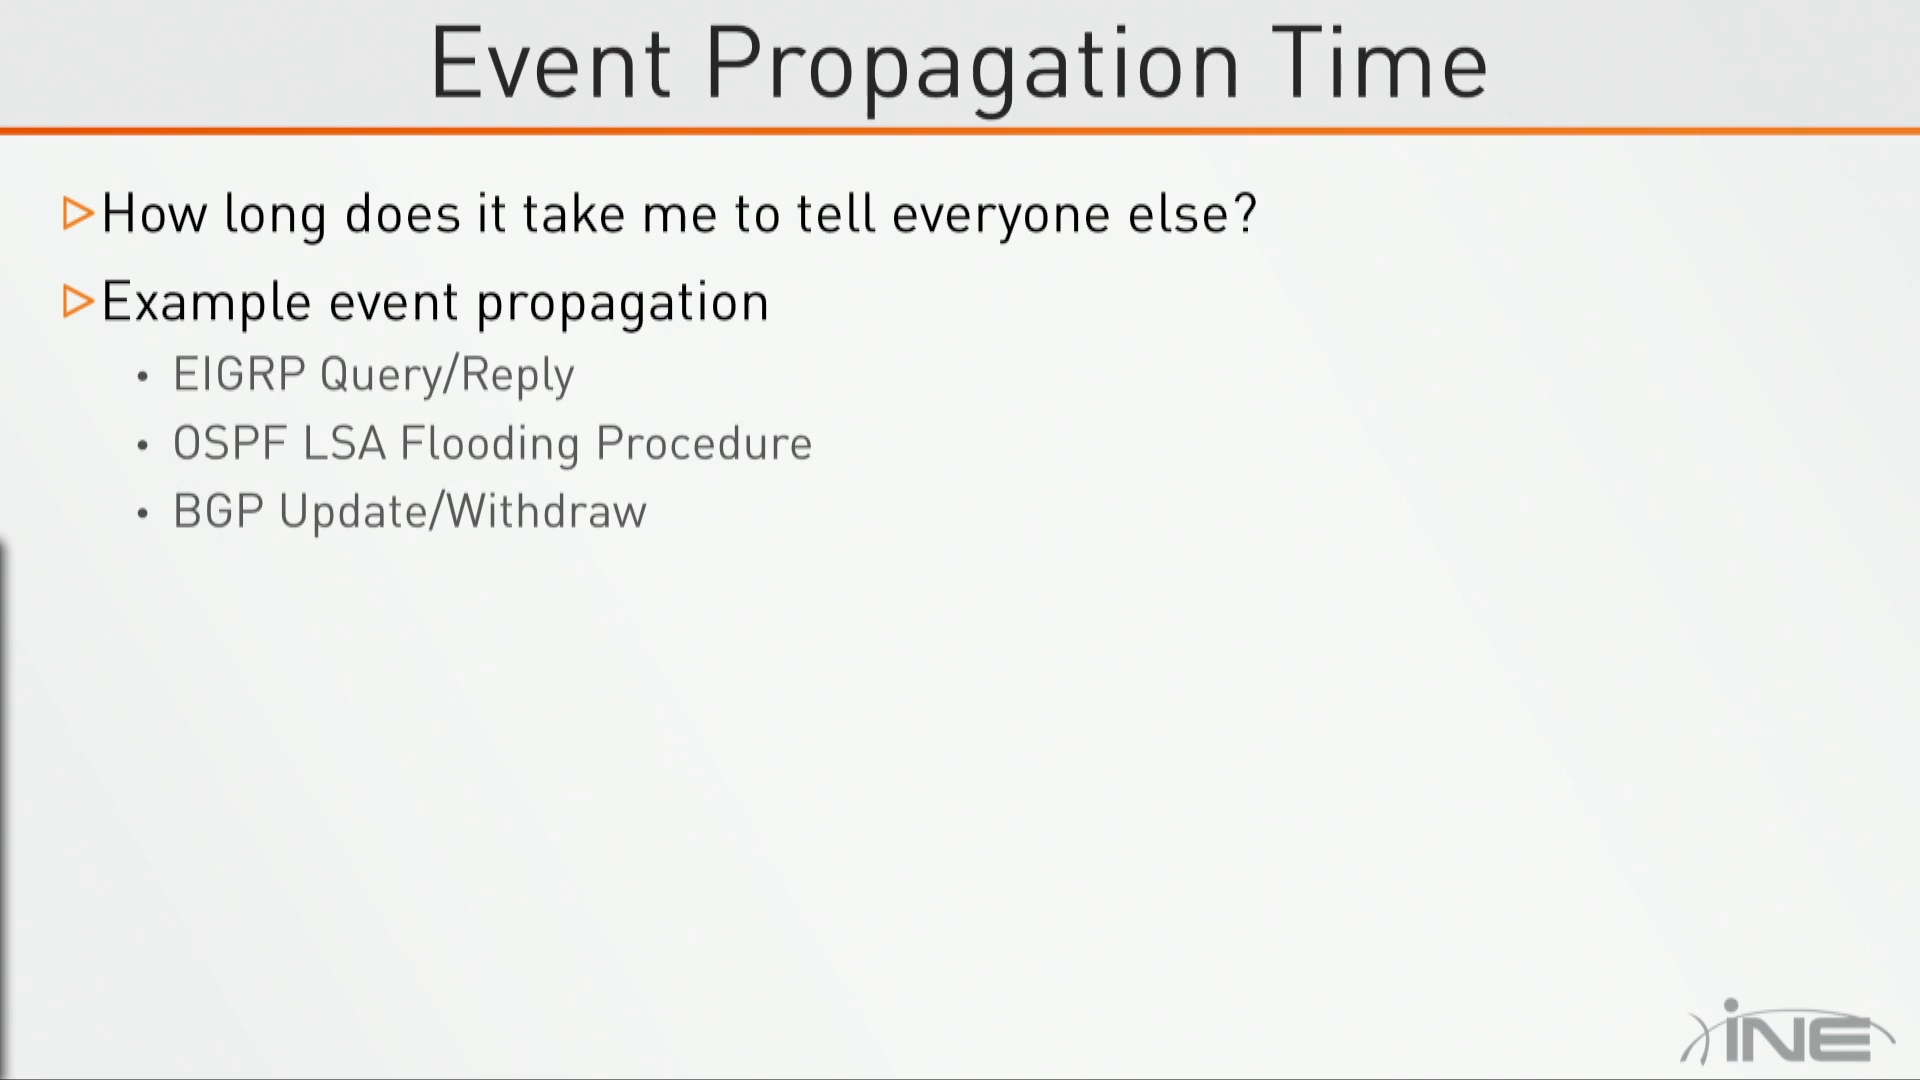 Event Propagation Time
How long does it take me to tell everyone else?
Example event propagation
• EIGRP Query/Reply
• OSPF LSA Flooding Procedure
• BGP Update/Withdraw
iNE